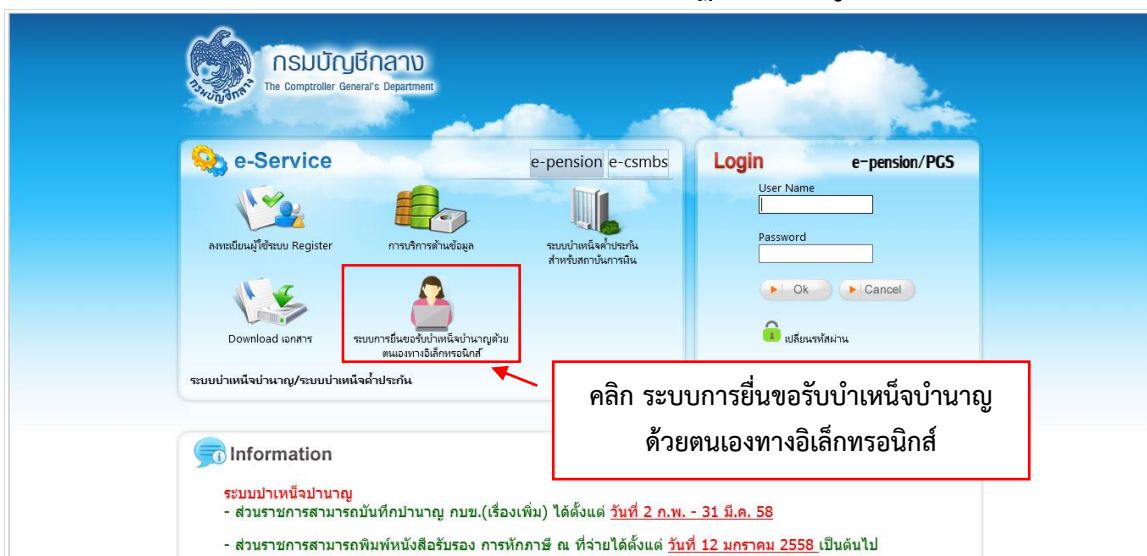 กรมบัญชีกลาง
The Comptroller General's Department
กรมบัญชีกลาง
e-Service
e-pension e-csmbs
ลงทะเบียนผู้ใช้ระบบ Register
การบริการด้านข้อมูล
ระบบบำเหน็จค้ำประกัน
สำหรับสถาบันการเงิน
Download เอกสาร
ระบบการยื่นขอรับบำเหน็จบำนาญด้วย
ตนเองทางอิเล็กทรอนิกส์
ระบบบำเหน็จบำนาญ/ระบบบำเหน็จค้ำประกัน
Login e-pension/PGS
User Name
Password
Ok Cancel
เปลี่ยนรหัสผ่าน
คลิก ระบบการยื่นขอรับบำเหน็จบำนาญ
ด้วยตนเองทางอิเล็กทรอนิกส์
Information
ระบบบำเหน็จบำนาญ
- ส่วนราชการสามารถบันทึกบำนาญ กบข.(เรื่องเพิ่ม) ได้ตั้งแต่ วันที่ 2 ก.พ. - 31 มี.ค. 58
- ส่วนราชการสามารถพิมพ์หนังสือรับรอง การหักภาษี ณ ที่จ่ายได้ตั้งแต่ วันที่ 12 มกราคม 2558 เป็นต้นไป